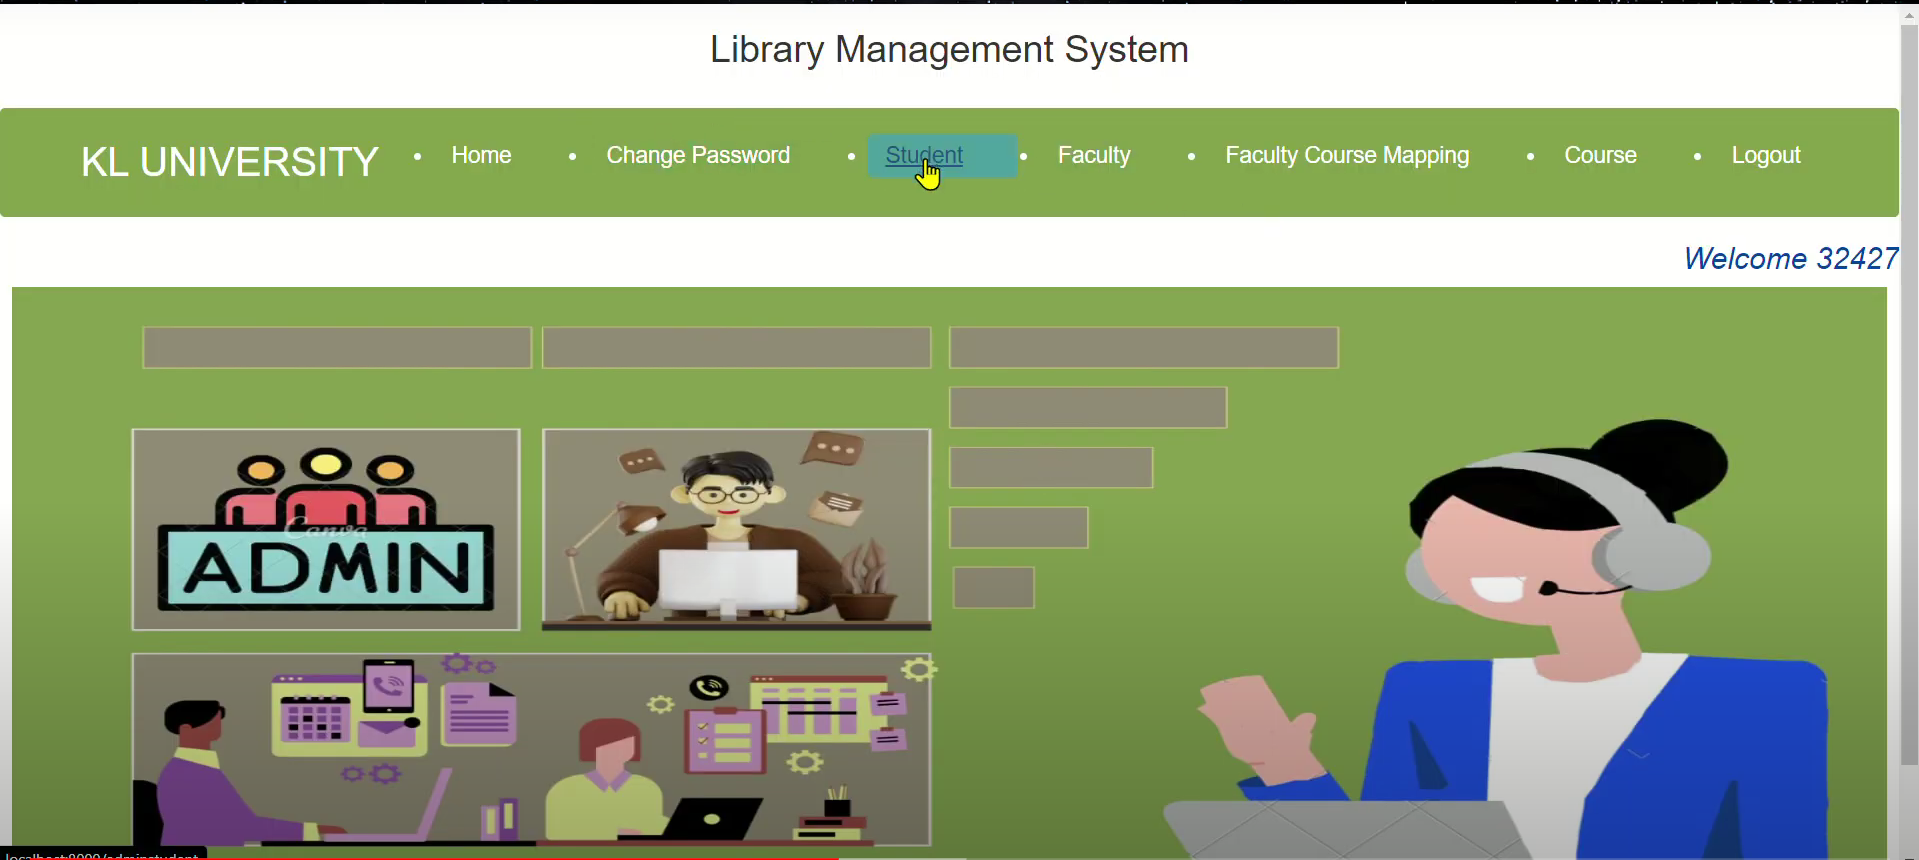 Library Management System
KL UNIVERSITY
Home
Change Password
Student
Faculty
Faculty Course Mapping
Course
Logout
Welcome 32427
Canva
ADMIN